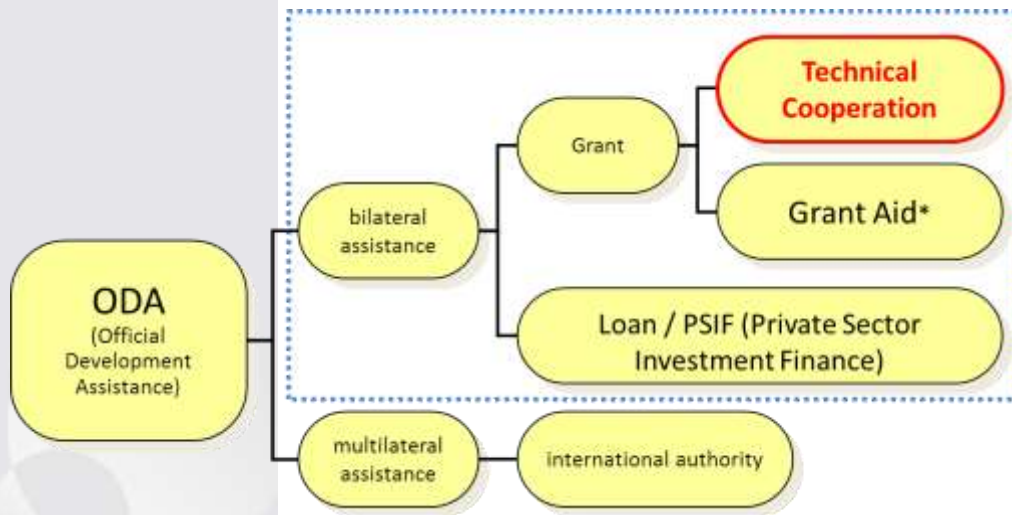 Technical
Cooperation
Grant
Grant Aid*
bilateral
assistance
ODA
(Official
Development
Assistance)
Loan / PSIF (Private Sector
Investment Finance)
multilateral
assistance
international authority